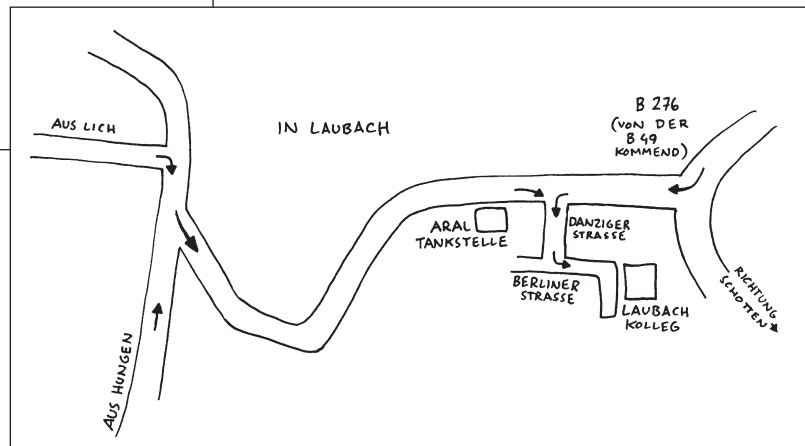 AUS LICH
IN LAUBACH
B 276
(VON DER
B 49
KOMMEND)
ARAL
TANKSTELLE
DANZIGER
STRASSE
BERLINER
STRASSE
LAUBACH
KOLLEG
RICHTUNG
SCHOTTEN
AUS HUNGEN